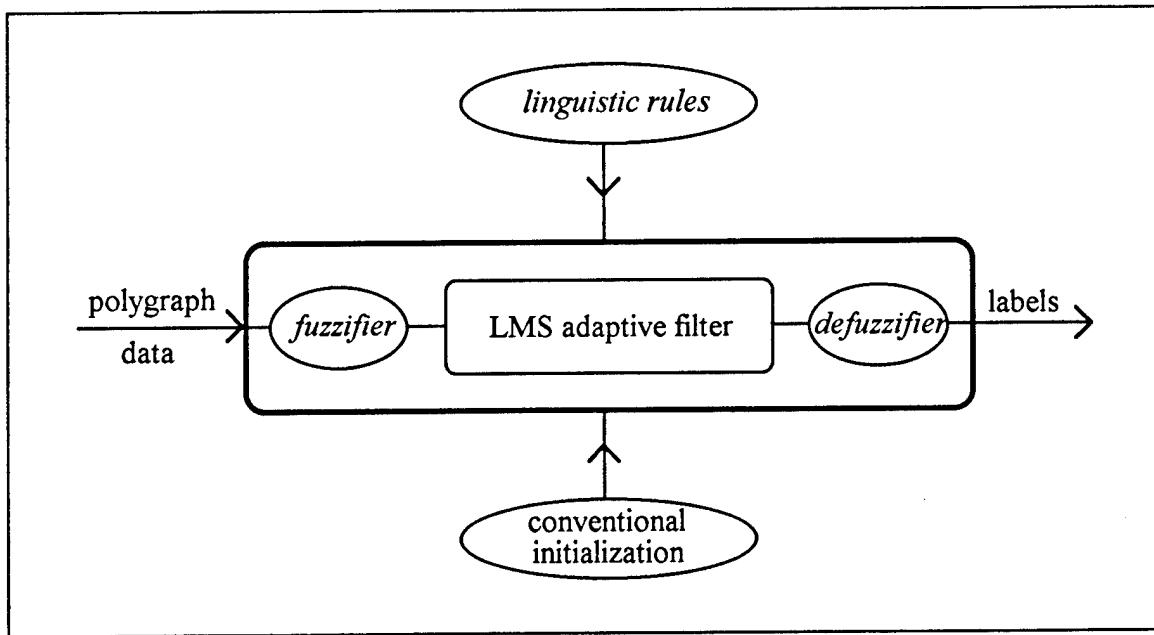 linguistic rules
polygraph
data
fuzzifier
LMS adaptive filter
defuzzifier
labels
conventional
initialization